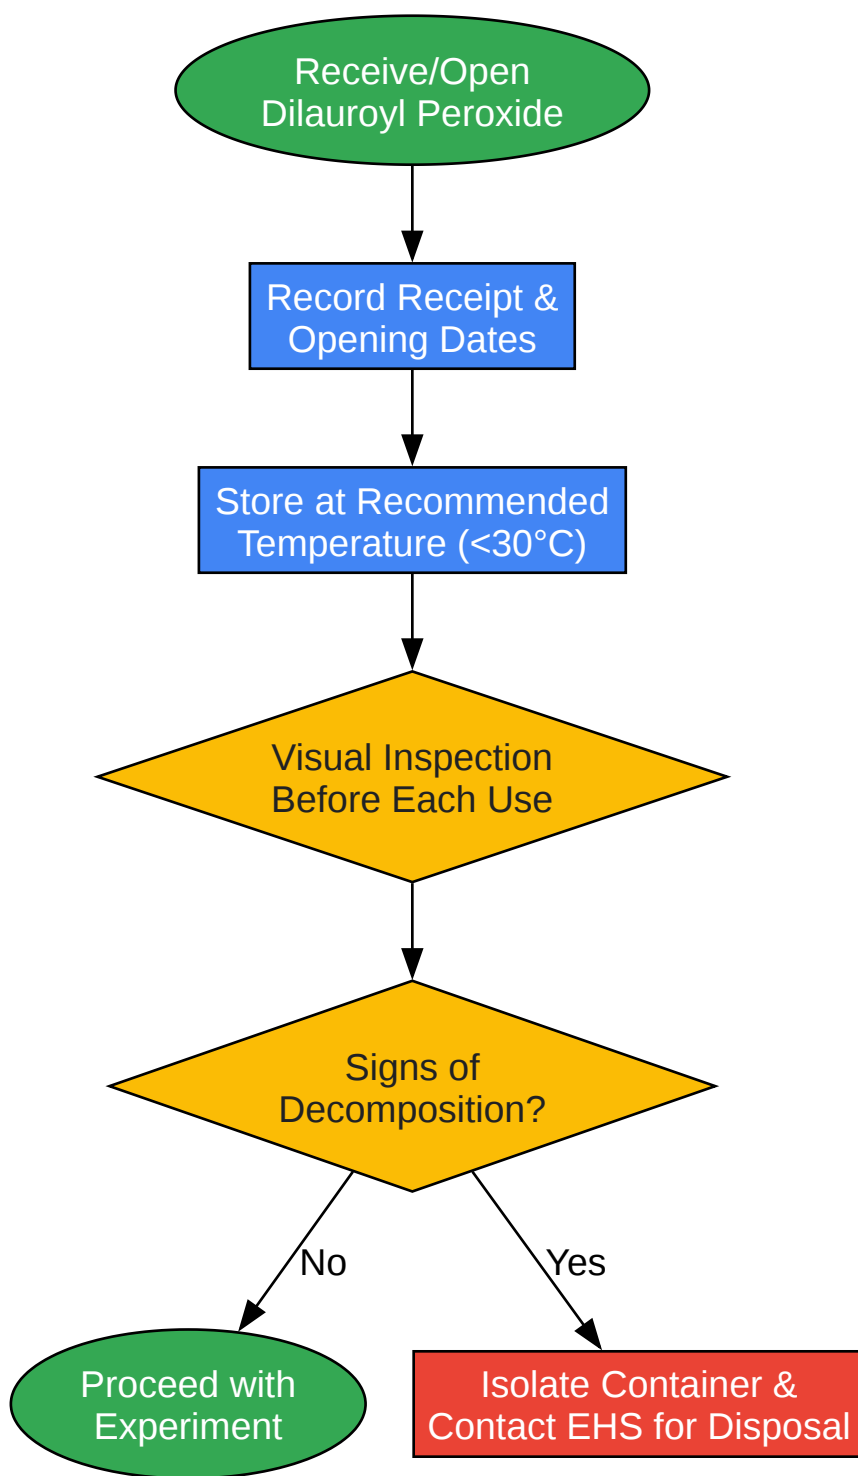 Receive/Open
Dilauroyl Peroxide
Record Receipt &
Opening Dates
Store at Recommended
Temperature (<30°C)
Visual Inspection
Before Each Use
Signs of
Decomposition?
No
Yes
Proceed with
Experiment
Isolate Container &
Contact EHS for Disposal